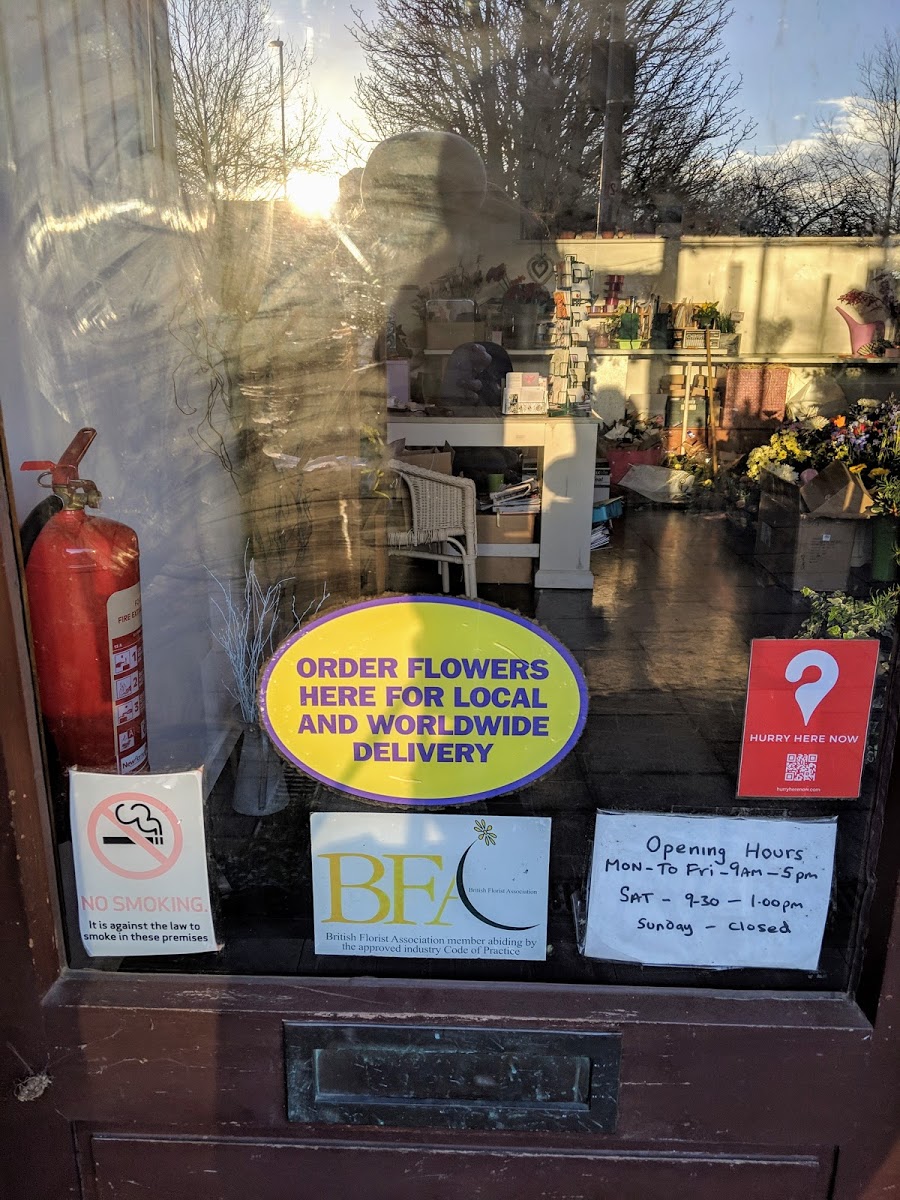 ORDER FLOWERS
HERE FOR LOCAL
AND WORLDWIDE
DELIVERY
HURRY HERE NOW
hurryherenow.com
NO SMOKING.
It is against the law to
smoke in these premises
BFA
British Florist Association
British Florist Association member abiding by
the approved industry Code of Practice
Opening Hours
MON-To Fri-9AM-5pm
SAT - 9-30 - 1.00pm
Sunday - Closed